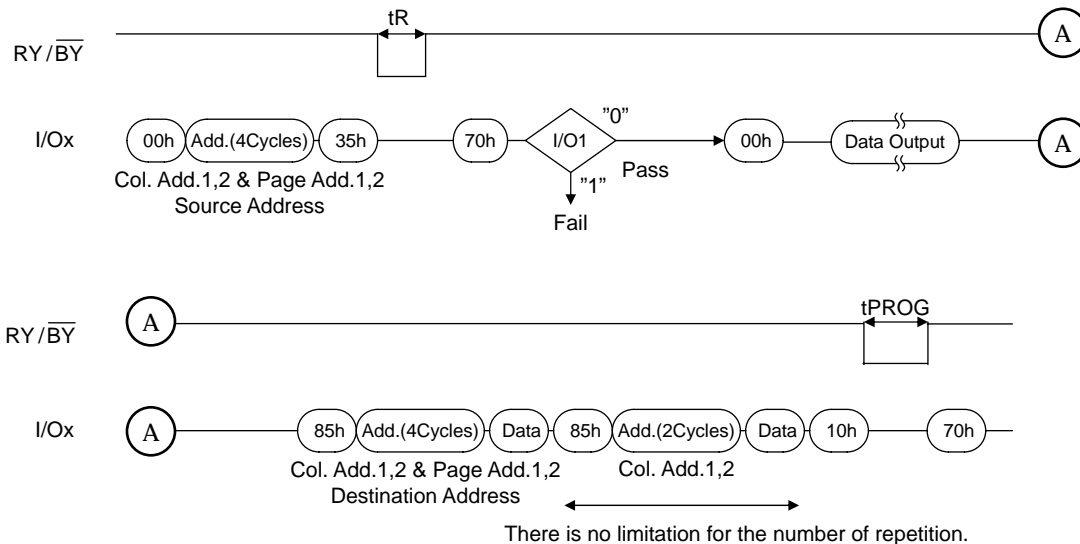 tR
RY/BY
A
I/Ox
00h Add.(4Cycles) 35h 70h I/O1 "0" 00h Data Output A
Pass
"1"
Col. Add.1,2 & Page Add.1,2
Source Address
Fail
tPROG
RY/BY
A
I/Ox
A 85h Add.(4Cycles) Data 85h Add.(2Cycles) Data 10h 70h
Col. Add.1,2 & Page Add.1,2 Col. Add.1,2
Destination Address
There is no limitation for the number of repetition.